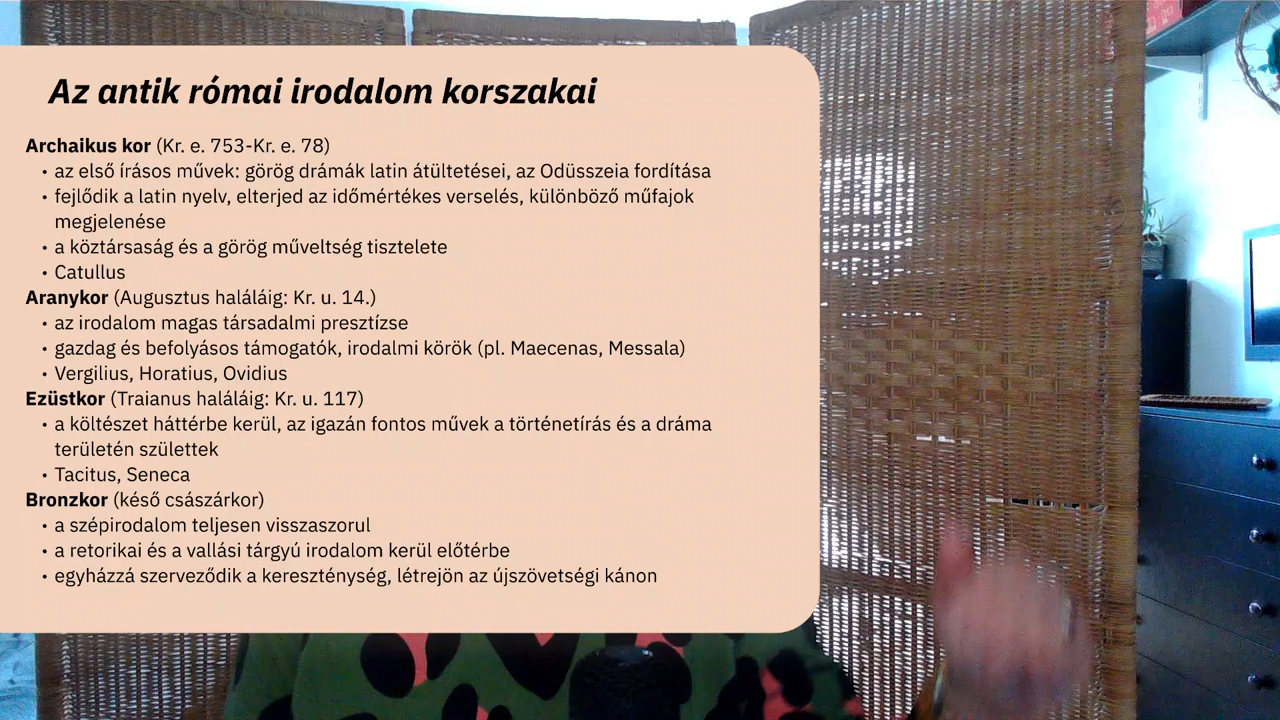 Az antik római irodalom korszakai
Archaikus kor (Kr. e. 753-Kr. e. 78)
• az első írásos művek: görög drámák latin átültetései, az Odüsszeia fordítása
• fejlődik a latin nyelv, elterjed az időmértékes verselés, különböző műfajok
megjelenése
• a köztársaság és a görög műveltség tisztelete
• Catullus
Aranykor (Augusztus haláláig: Kr. u. 14.)
• az irodalom magas társadalmi presztízse
• gazdag és befolyásos támogatók, irodalmi körök (pl. Maecenas, Messala)
• Vergilius, Horatius, Ovidius
Ezüstkor (Traianus haláláig: Kr. u. 117)
• a költészet háttérbe kerül, az igazán fontos művek a történetírás és a dráma
területén születtek
• Tacitus, Seneca
Bronzkor (késő császárkor)
• a szépirodalom teljesen visszaszorul
• a retorikai és a vallási tárgyú irodalom kerül előtérbe
• egyházzá szerveződik a kereszténység, létrejön az újszövetségi kánon